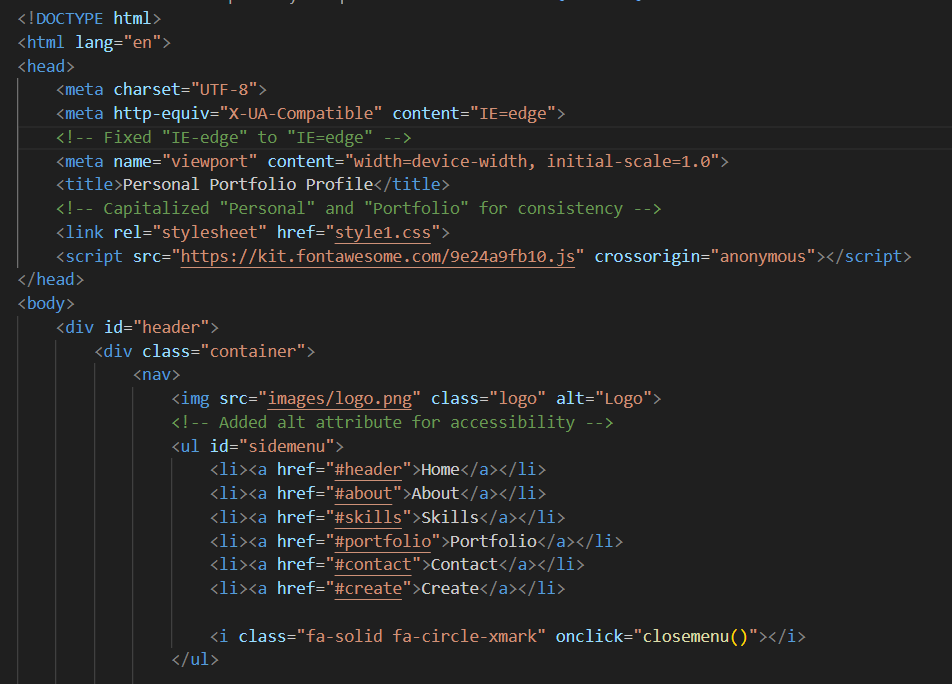 <!DOCTYPE html>
<html lang="en">
<head>
    <meta charset="UTF-8">
    <meta http-equiv="X-UA-Compatible" content="IE=edge">
    <!-- Fixed "IE-edge" to "IE=edge" -->
    <meta name="viewport" content="width=device-width, initial-scale=1.0">
    <title>Personal Portfolio Profile</title>
    <!-- Capitalized "Personal" and "Portfolio" for consistency -->
    <link rel="stylesheet" href="style1.css">
    <script src="https://kit.fontawesome.com/9e24a9fb10.js" crossorigin="anonymous"></script>
</head>
<body>
    <div id="header">
        <div class="container">
            <nav>
                <img src="images/logo.png" class="logo" alt="Logo">
                <!-- Added alt attribute for accessibility -->
                <ul id="sidemenu">
                    <li><a href="#header">Home</a></li>
                    <li><a href="#about">About</a></li>
                    <li><a href="#skills">Skills</a></li>
                    <li><a href="#portfolio">Portfolio</a></li>
                    <li><a href="#contact">Contact</a></li>
                    <li><a href="#create">Create</a></li>

                    <i class="fa-solid fa-circle-xmark" onclick="closemenu()"></i>
                </ul>